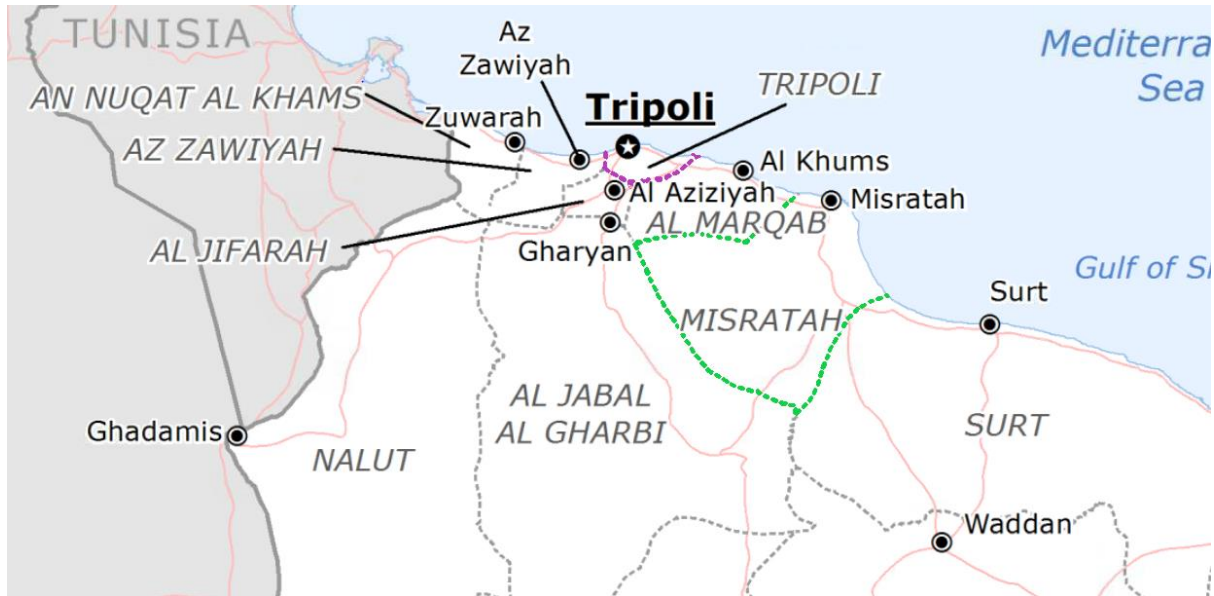 TUNISIA
Az
Zawiyah
Mediterra
Sea
TRIPOLI
AN NUQAT AL KHAMS
Zuwarah
Tripoli
AZ ZAWIYAH
Al Khums
Al Aziziyah
Misratah
AL MARQAB
AL JIFARAH
Gharyan
Gulf of Si
Surt
MISRATAH
AL JABAL
AL GHARBI
SURT
Ghadamis
NALUT
Waddan